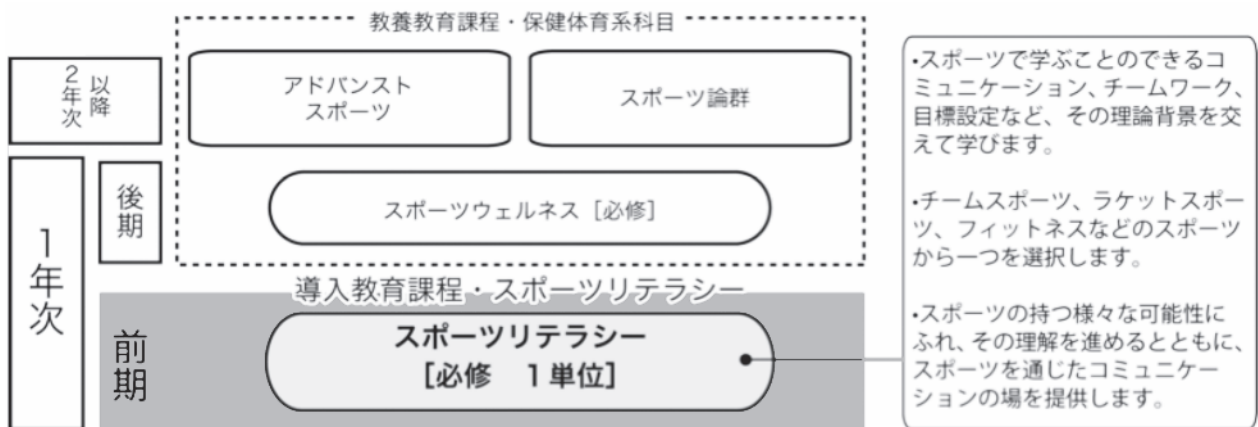 教養教育課程・保健体育系科目
2年次
以降
アドバンスト
スポーツ
スポーツ論群
1年次
後期
スポーツウェルネス［必修］
導入教育課程・スポーツリテラシー
前期
スポーツリテラシー
［必修　1単位］
•スポーツで学ぶことのできるコ
ミュニケーション、チームワーク、
目標設定など、その理論背景を交
えて学びます。
•チームスポーツ、ラケットスポー
ツ、フィットネスなどのスポーツ
から一つを選択します。
•スポーツの持つ様々な可能性に
ふれ、その理解を進めるとともに、
スポーツを通じたコミュニケー
ションの場を提供します。